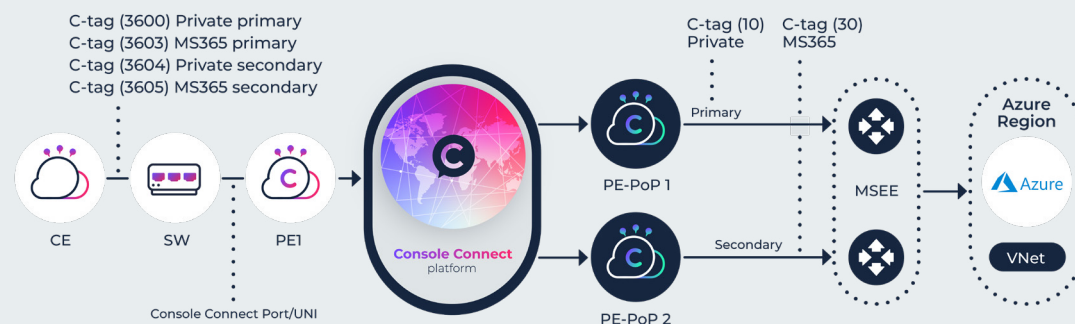 C-tag (3600) Private primary
C-tag (3603) MS365 primary
C-tag (3604) Private secondary
C-tag (3605) MS365 secondary
C-tag (10)
Private
C-tag (30)
MS365
CE
SW
PE1
Console Connect Port/UNI
C
Console Connect
platform
PE-PoP 1
PE-PoP 2
Primary
Secondary
MSEE
Azure
Region
Azure
VNet